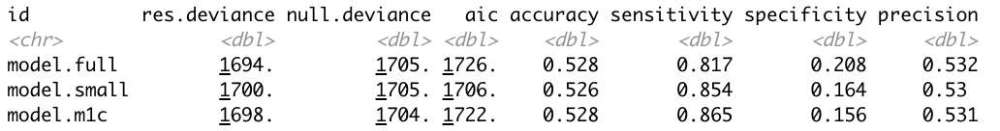 id res.deviance null.deviance aic accuracy sensitivity specificity precision
<chr> <dbl> <dbl> <dbl> <dbl> <dbl> <dbl> <dbl>
model.full 1694. 1705. 1726. 0.528 0.817 0.208 0.532
model.small 1700. 1705. 1706. 0.526 0.854 0.164 0.53
model.m1c 1698. 1704. 1722. 0.528 0.865 0.156 0.531